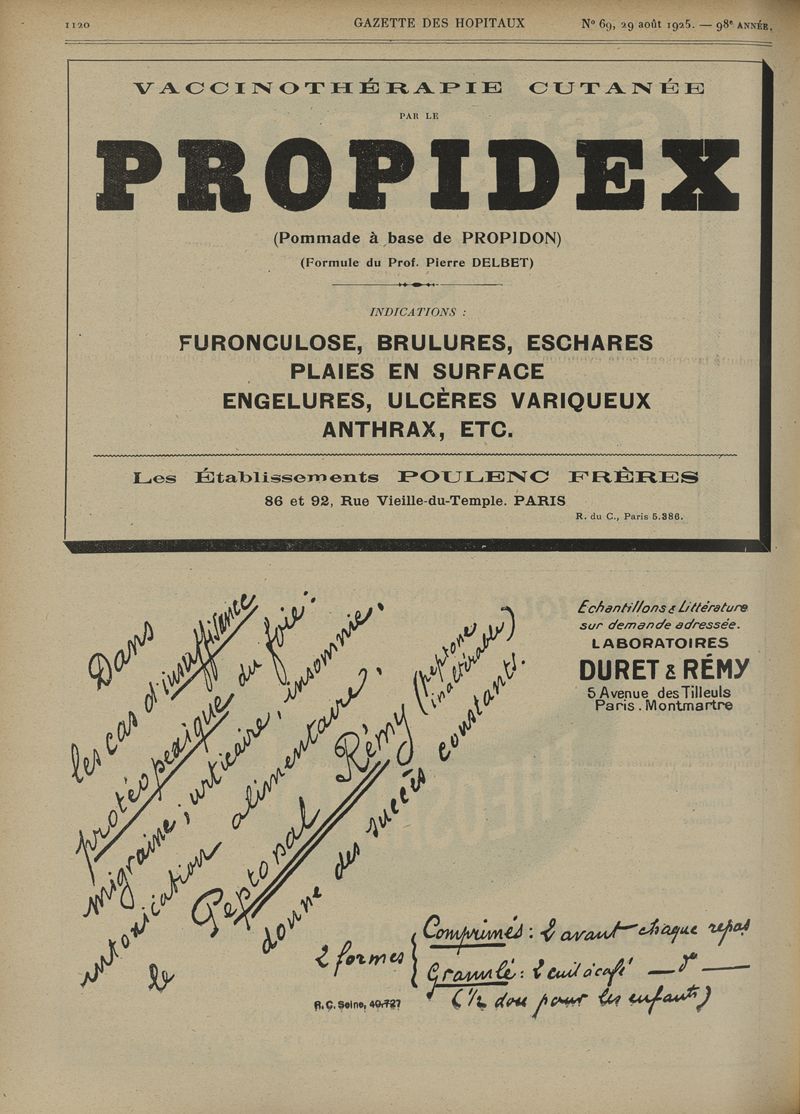 1120
GAZETTE DES HOPITAUX
N° 69, 29 août 1925. — 98e ANNÉE.
VACCINOTHÉRAPIE CUTANÉE
PAR LE
PROPIDEX
(Pommade à base de PROPIDON)
(Formule du Prof. Pierre DELBET)
INDICATIONS :
FURONCULOSE, BRULURES, ESCHARES
PLAIES EN SURFACE
ENGELURES, ULCÈRES VARIQUEUX
ANTHRAX, ETC.
Les Établissements POULENC FRÈRES
86 et 92, Rue Vieille-du-Temple. PARIS
R. du C., Paris 5.386.
Dans
les cas d'insuffisance
protéopexique du foie :
migraine, urticaire, insomnie,
intoxication alimentaire,
le Peptonal Rémy (peptone
inaltérable)
donne des succès constants.
Echantillons & Littérature
sur demande adressée.
LABORATOIRES
DURET & RÉMY
5 Avenue des Tilleuls
Paris. Montmartre
2 formes
Comprimés : 2 avant chaque repas
Granulé : 2 cuil à café — do —
(1/2 dou pour les enfants)
R. C. Seine, 40.727